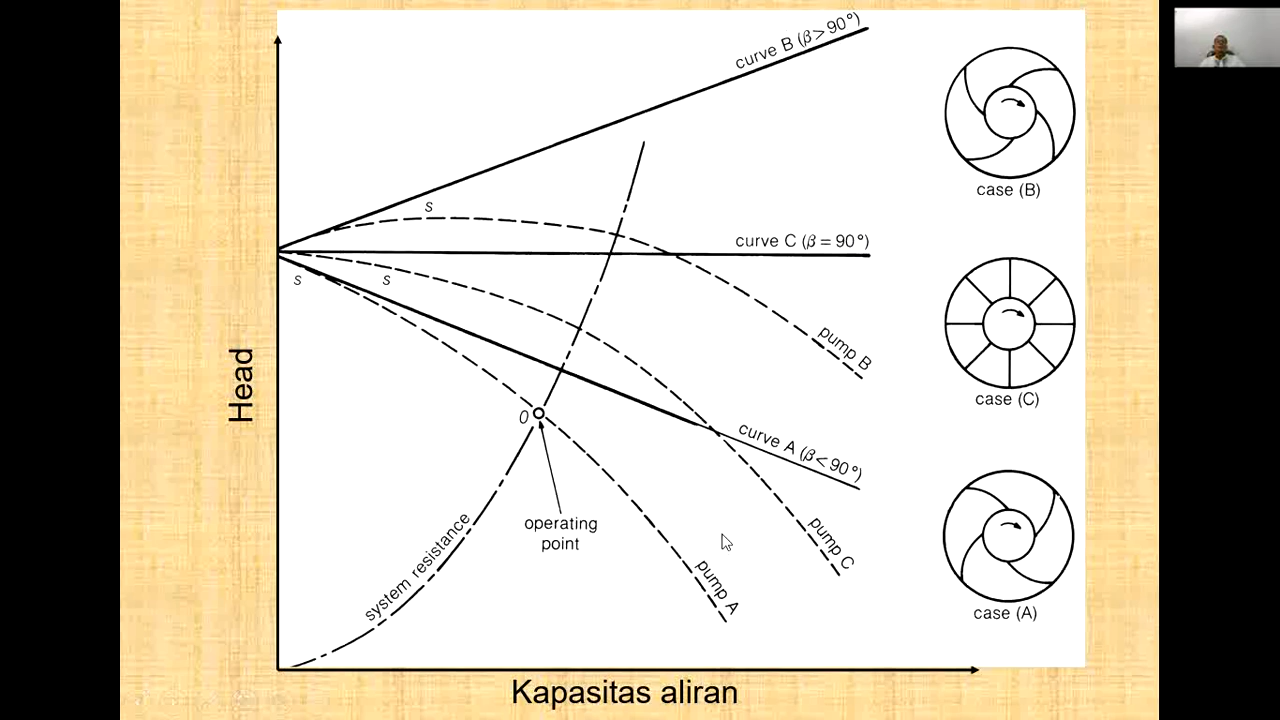 curve B (β > 90°)
case (B)
s
curve C (β = 90°)
s
s
pump B
case (C)
Head
0
curve A (β < 90°)
operating
point
system resistance
pump C
pump A
case (A)
Kapasitas aliran